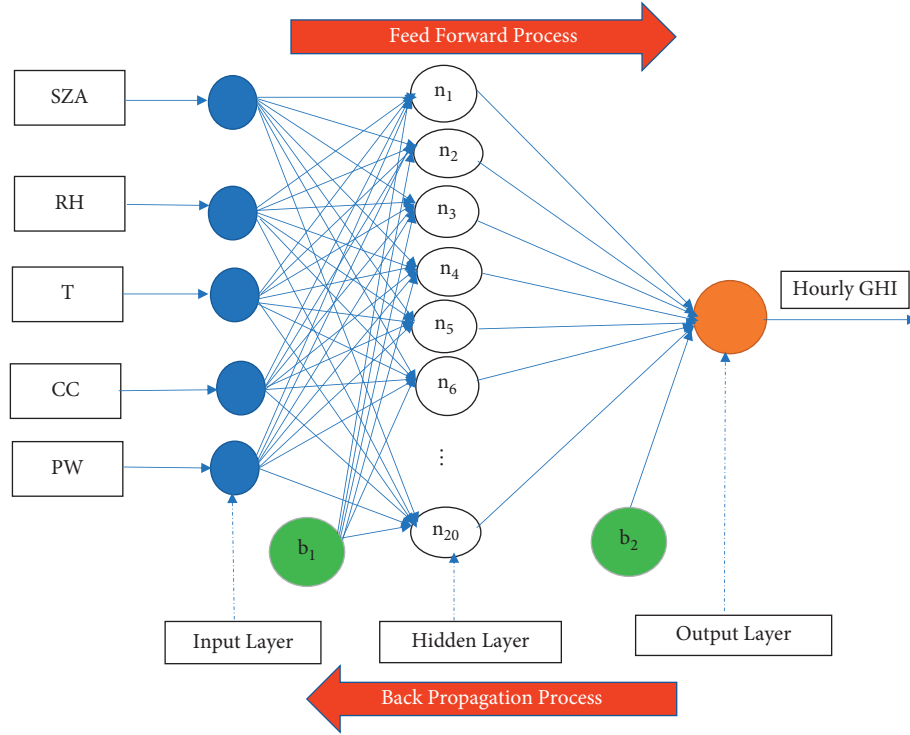 Feed Forward Process
SZA
RH
T
CC
PW
n1
n2
n3
n4
n5
n6
⋮
n20
b1
b2
Hourly GHI
Input Layer
Hidden Layer
Output Layer
Back Propagation Process